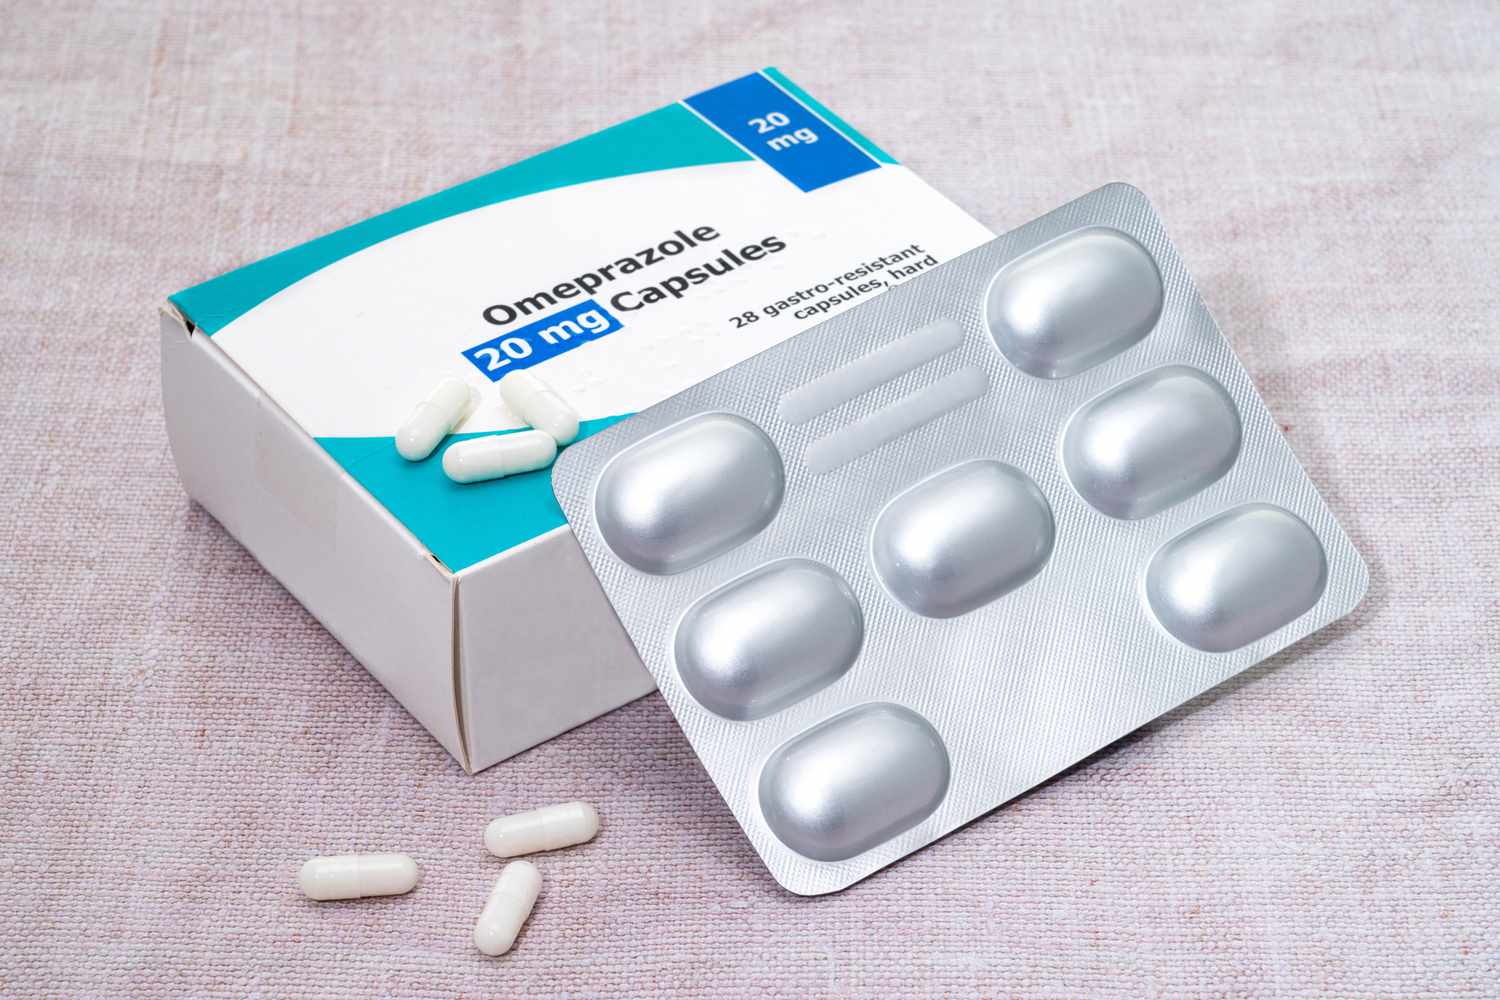 20
mg
Omeprazole
20 mg Capsules
28 gastro-resistant
capsules, hard